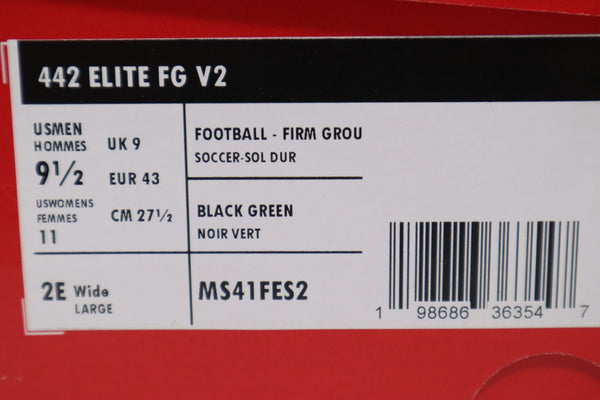 442 ELITE FG V2
USMEN
HOMMES
9½
USWOMENS
FEMMES
11
UK 9
EUR 43
CM 27½
FOOTBALL - FIRM GROU
SOCCER-SOL DUR
BLACK GREEN
NOIR VERT
2E Wide
LARGE
MS41FES2
1 98686 36354 7